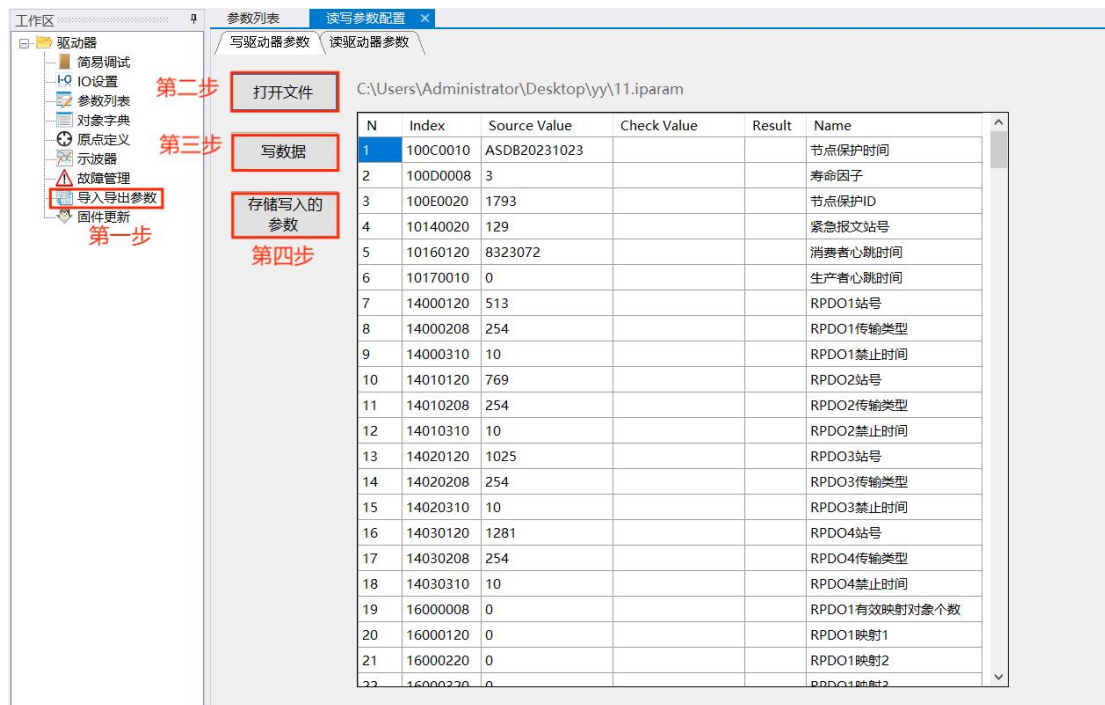 工作区
参数列表 读写参数配置 ×
驱动器
简易调试
IO设置
参数列表
对象字典
原点定义
示波器
故障管理
导入导出参数
固件更新
第一步
写驱动器参数 读驱动器参数
第二步
打开文件
C:\Users\Administrator\Desktop\yy\11.iparam
第三步
写数据
存储写入的
参数
第四步
N Index Source Value Check Value Result Name
1 100C0010 ASDB20231023 节点保护时间
2 100D0008 3 寿命因子
3 100E0020 1793 节点保护ID
4 10140020 129 紧急报文站号
5 10160120 8323072 消费者心跳时间
6 10170010 0 生产者心跳时间
7 14000120 513 RPDO1站号
8 14000208 254 RPDO1传输类型
9 14000310 10 RPDO1禁止时间
10 14010120 769 RPDO2站号
11 14010208 254 RPDO2传输类型
12 14010310 10 RPDO2禁止时间
13 14020120 1025 RPDO3站号
14 14020208 254 RPDO3传输类型
15 14020310 10 RPDO3禁止时间
16 14030120 1281 RPDO4站号
17 14030208 254 RPDO4传输类型
18 14030310 10 RPDO4禁止时间
19 16000008 0 RPDO1有效映射对象个数
20 16000120 0 RPDO1映射1
21 16000220 0 RPDO1映射2
22 16000320 0 RPDO1映射3